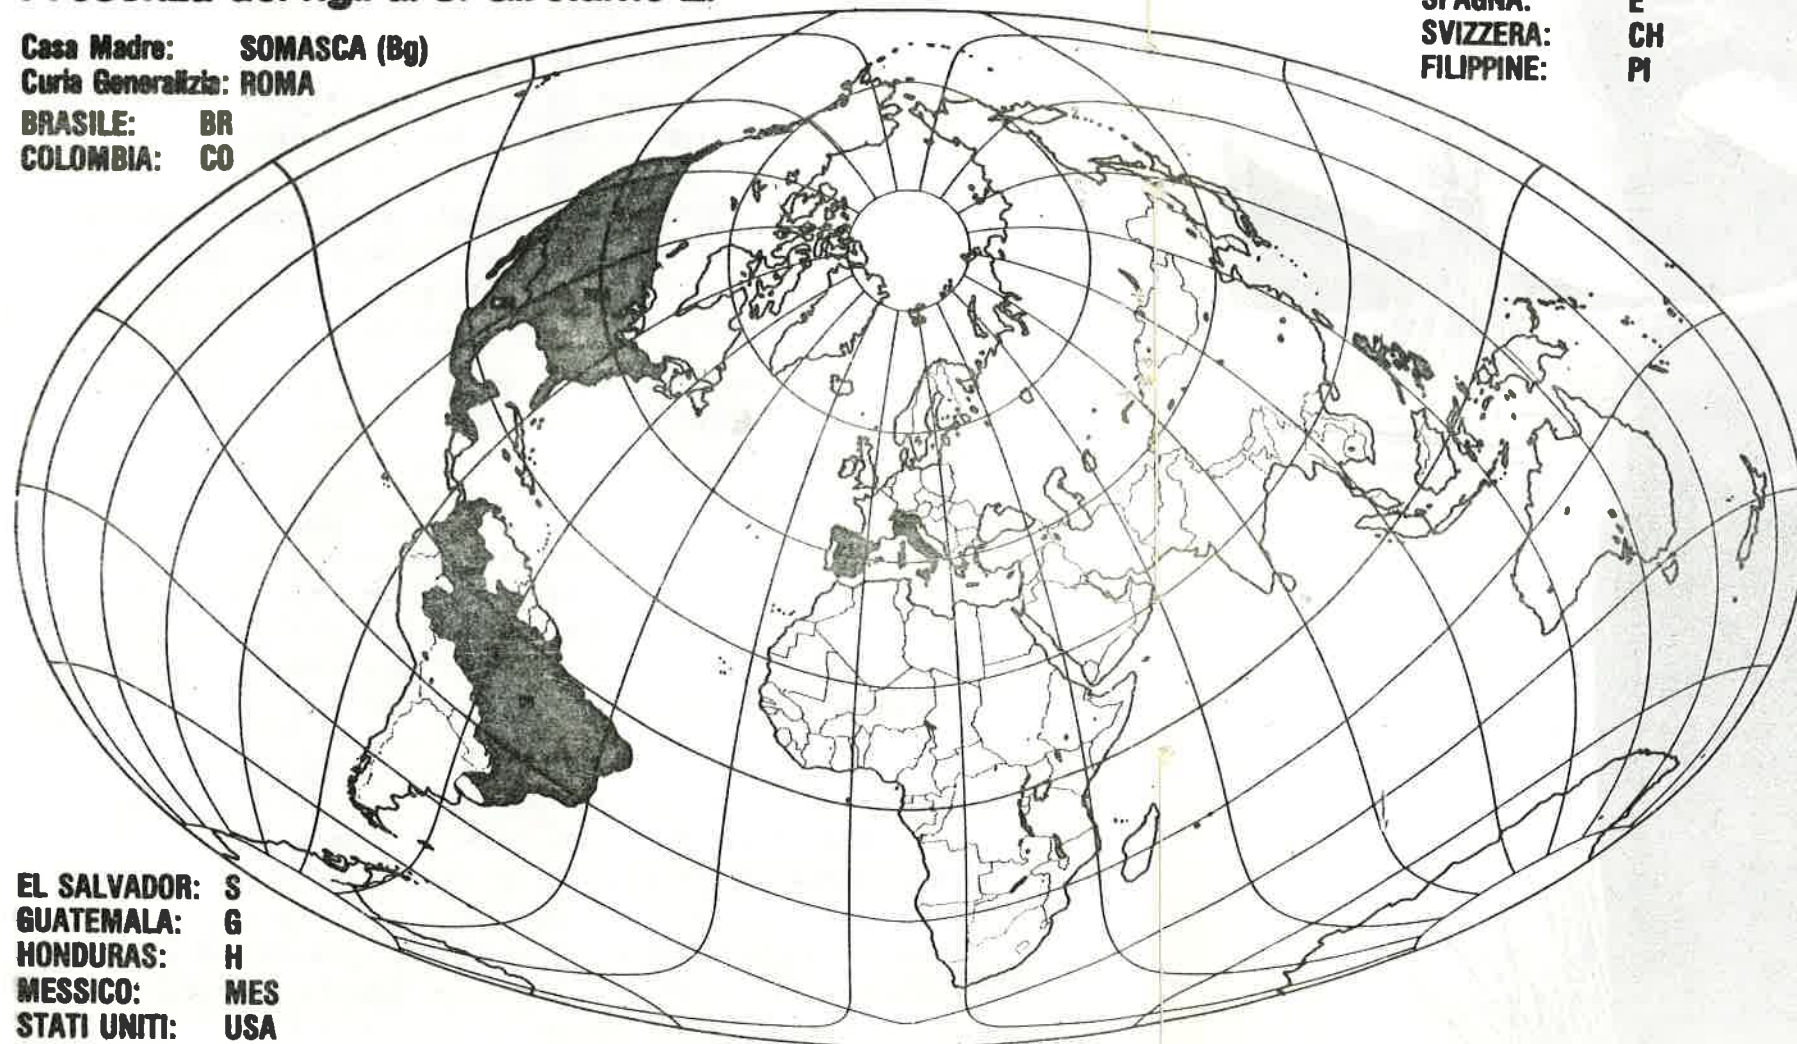 Casa Madre: SOMASCA (Bg)
Curia Generalizia: ROMA
BRASILE: BR
COLOMBIA: CO
SPAGNA: E
SVIZZERA: CH
FILIPPINE: PI
EL SALVADOR: S
GUATEMALA: G
HONDURAS: H
MESSICO: MES
STATI UNITI: USA